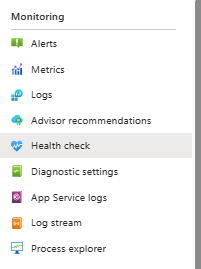 Monitoring
Alerts
Metrics
Logs
Advisor recommendations
Health check
Diagnostic settings
App Service logs
Log stream
Process explorer